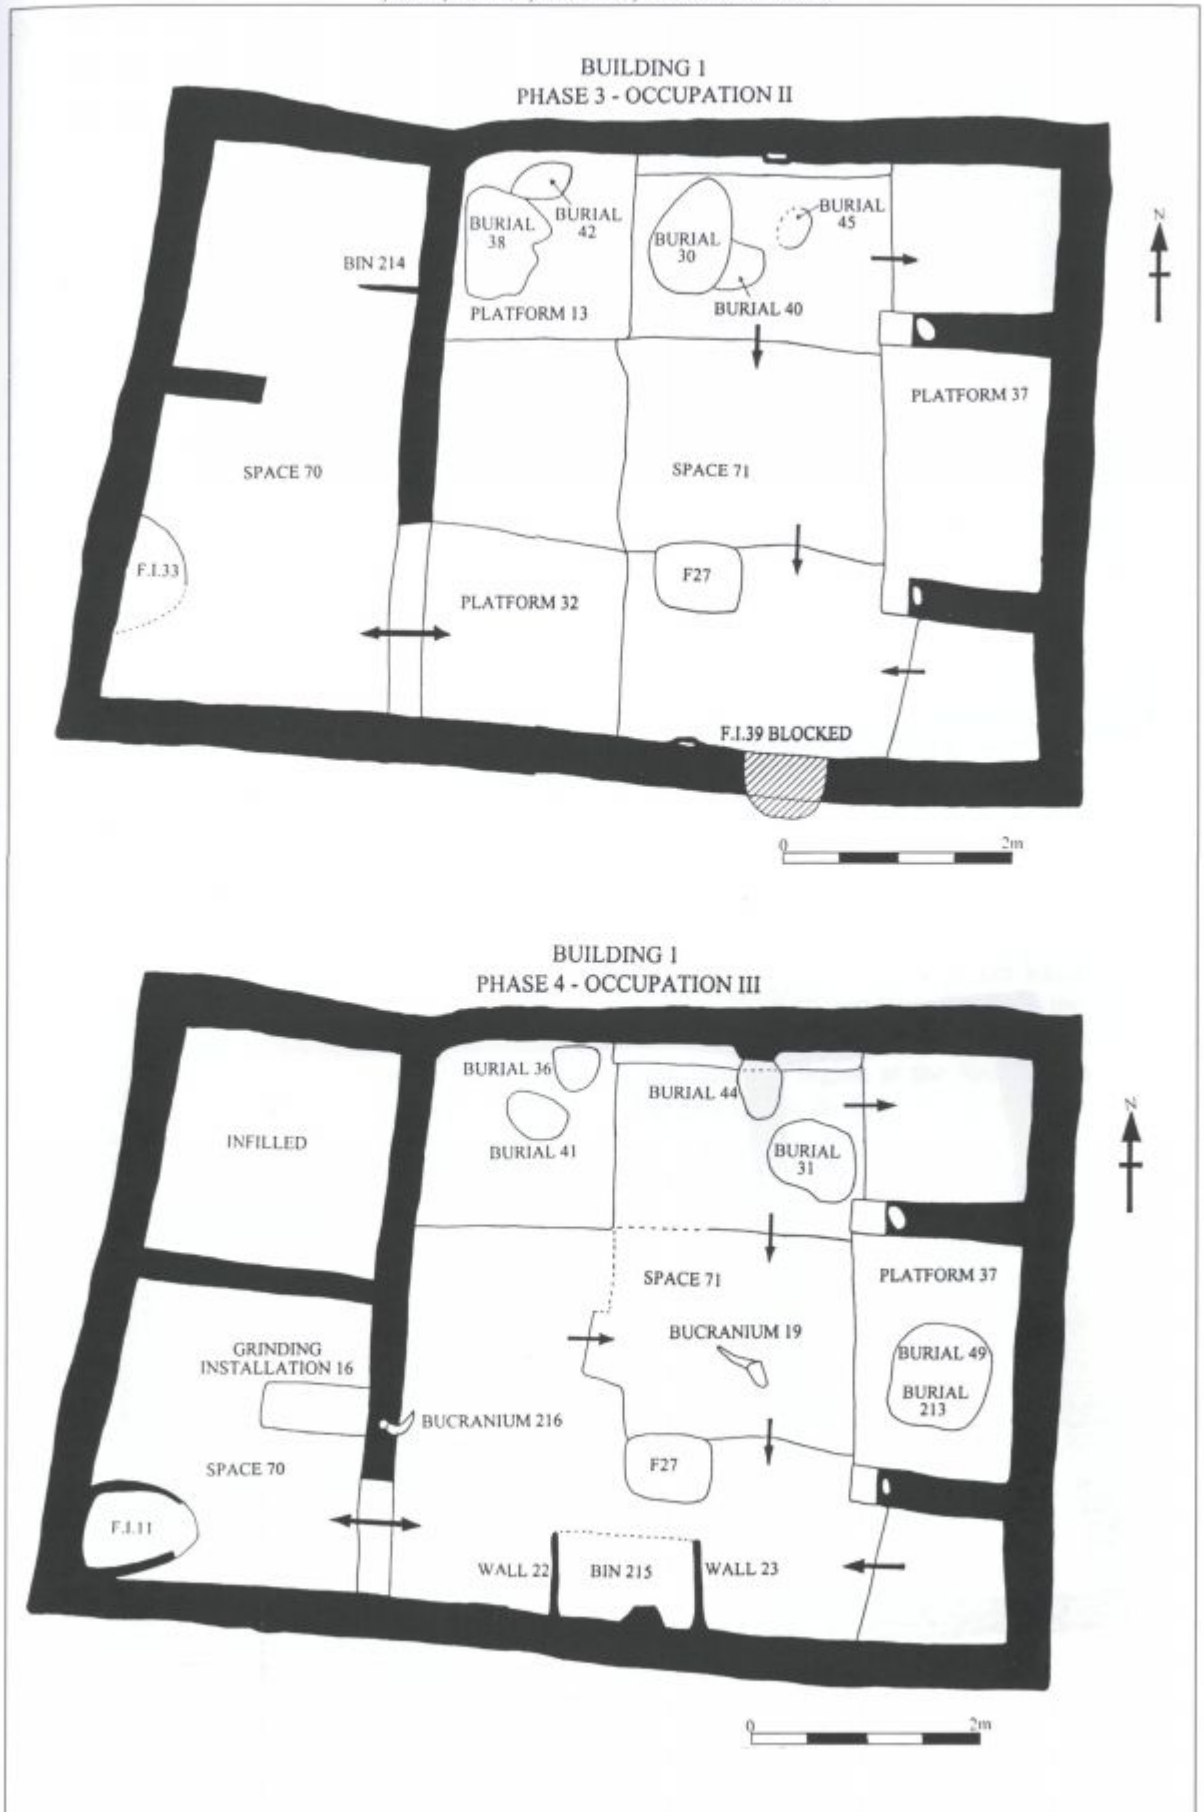 BUILDING 1
PHASE 3 - OCCUPATION II
N
BURIAL
38
BURIAL
42
BURIAL
30
BURIAL
45
BIN 214
PLATFORM 13
BURIAL 40
PLATFORM 37
SPACE 70
SPACE 71
F.I.33
F27
PLATFORM 32
F.I.39 BLOCKED
0
2m
BUILDING 1
PHASE 4 - OCCUPATION III
N
BURIAL 36
BURIAL 44
INFILLED
BURIAL 41
BURIAL
31
SPACE 71
PLATFORM 37
GRINDING
INSTALLATION 16
BUCRANIUM 19
BURIAL 49
BURIAL
213
BUCRANIUM 216
SPACE 70
F27
F.I.11
WALL 22
BIN 215
WALL 23
0
2m